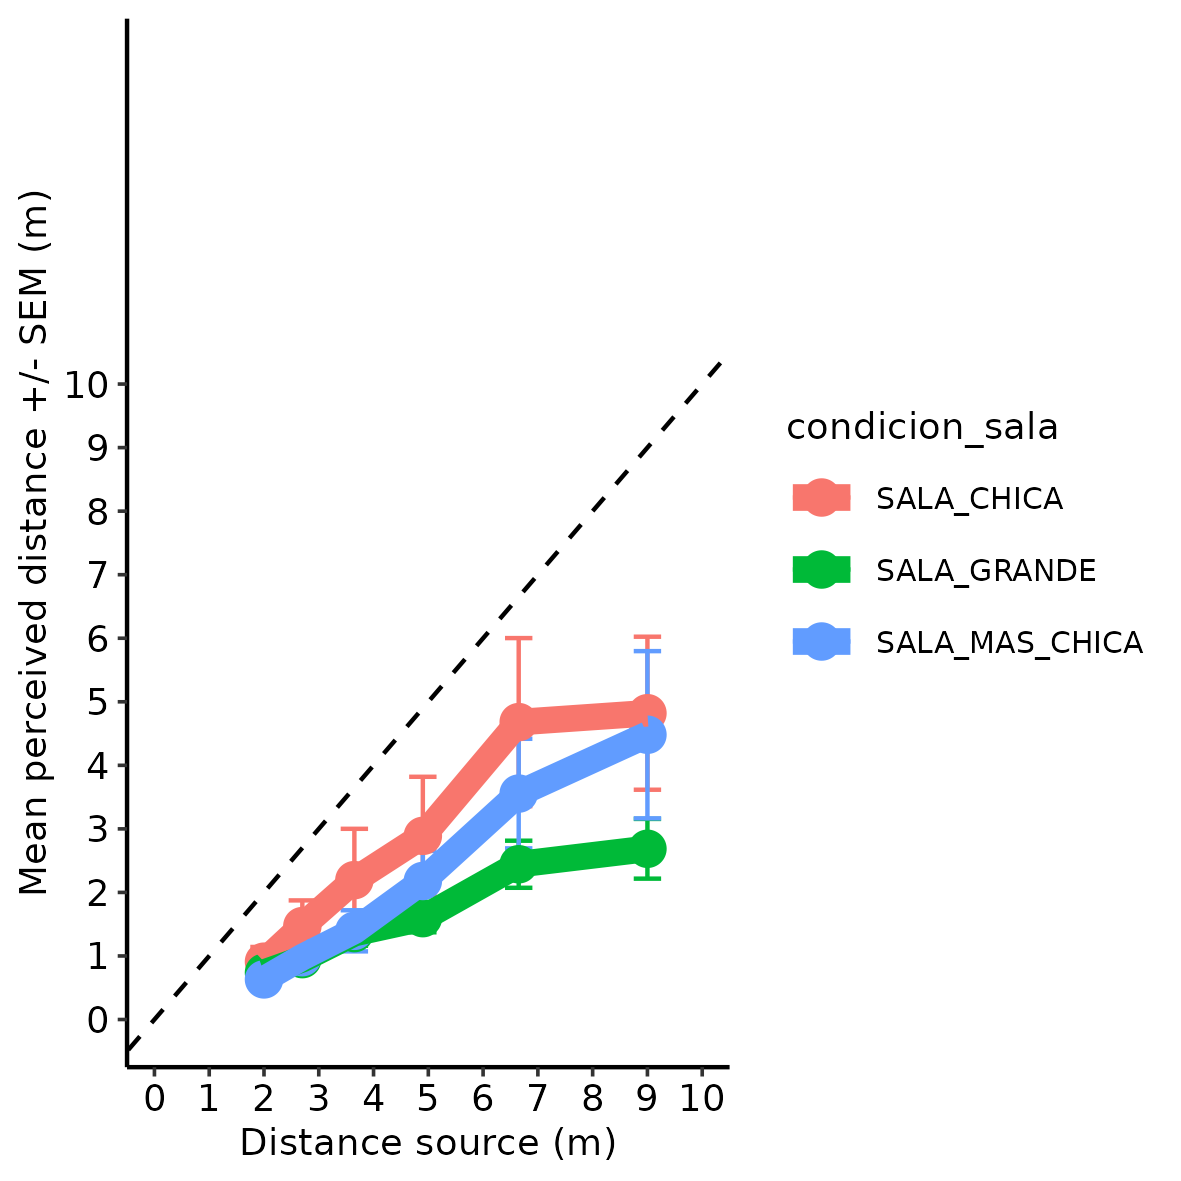 Mean perceived distance +/- SEM (m)
10
9
8
7
6
5
4
3
2
1
0
0 1 2 3 4 5 6 7 8 9 10
Distance source (m)
condicion_sala
SALA_CHICA
SALA_GRANDE
SALA_MAS_CHICA